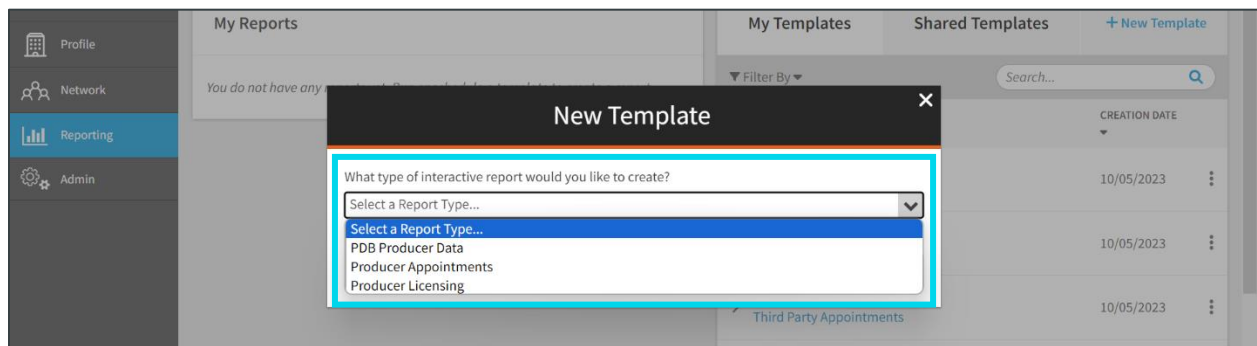 My Reports
My Templates
Shared Templates
+ New Template
Profile
Filter By
Search...
Network
You do not have any
New Template
CREATION DATE
Reporting
What type of interactive report would you like to create?
Admin
10/05/2023
Select a Report Type...
Select a Report Type...
PDB Producer Data
10/05/2023
Producer Appointments
Producer Licensing
10/05/2023
Third Party Appointments